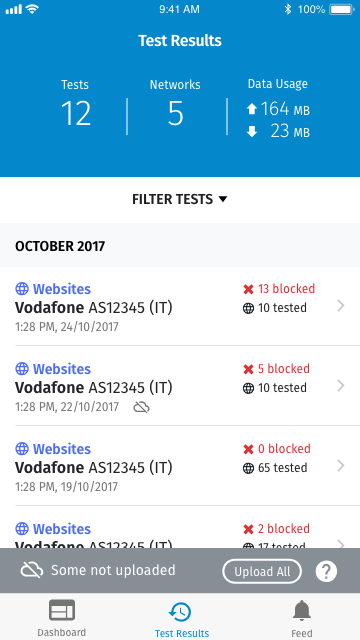 9:41 AM 100%
Test Results
Tests Networks Data Usage
12 5 164 MB
23 MB
FILTER TESTS
OCTOBER 2017
Websites 13 blocked
Vodafone AS12345 (IT) 10 tested
1:28 PM, 24/10/2017
Websites 5 blocked
Vodafone AS12345 (IT) 10 tested
1:28 PM, 22/10/2017
Websites 0 blocked
Vodafone AS12345 (IT) 65 tested
1:28 PM, 19/10/2017
Websites 2 blocked
Vodafone AS12345 (IT) 17 tested
Some not uploaded Upload All ?
Dashboard Test Results Feed